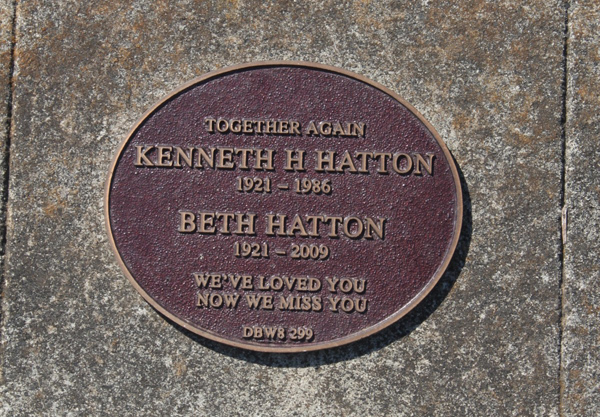 TOGETHER AGAIN
KENNETH H HATTON
1921 – 1986
BETH HATTON
1921 – 2009
WE'VE LOVED YOU
NOW WE MISS YOU
DBW8 299